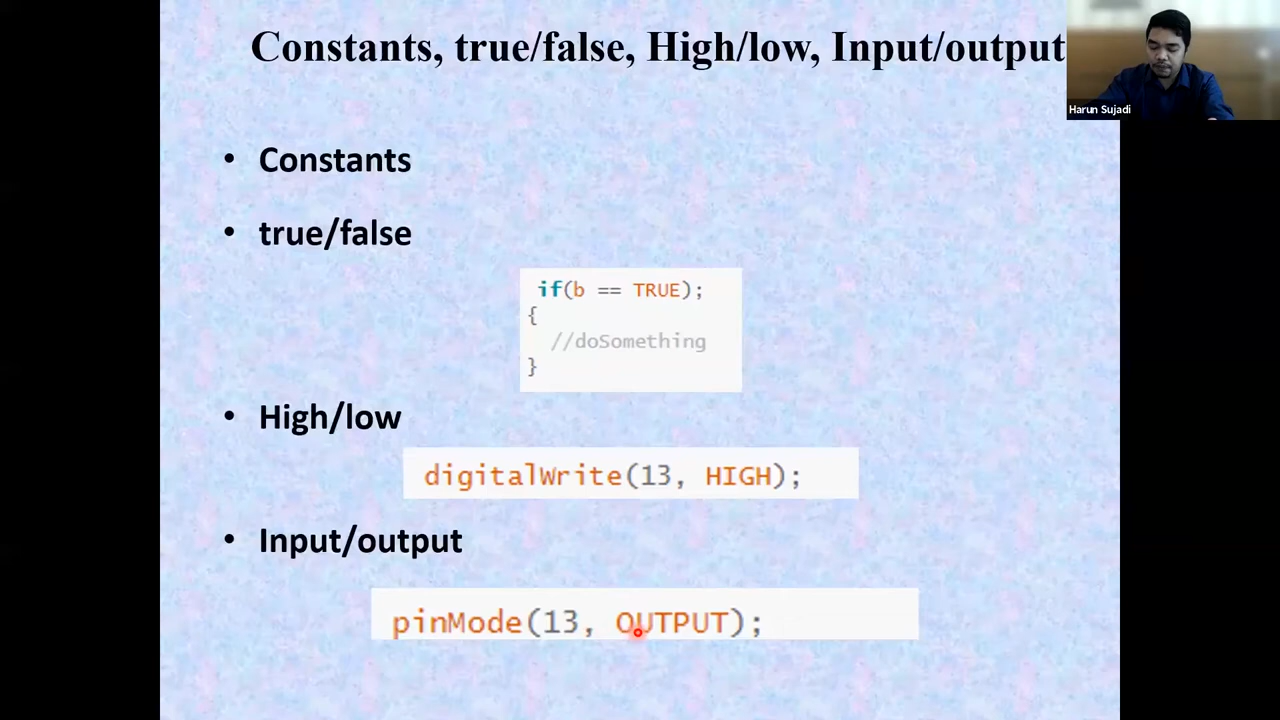 Constants, true/false, High/low, Input/output
Harun Sujadi
• Constants
• true/false
if(b == TRUE);
{
//doSomething
}
• High/low
digitalWrite(13, HIGH);
• Input/output
pinMode(13, OUTPUT);